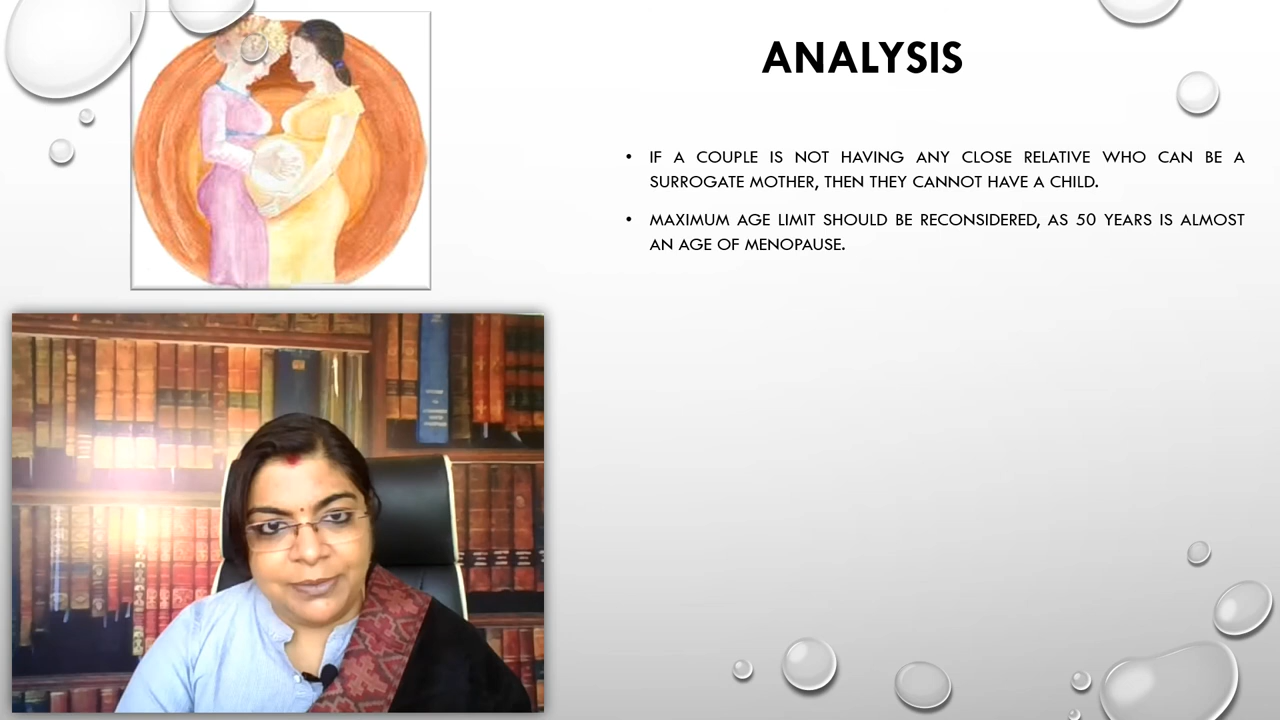 ANALYSIS
• IF A COUPLE IS NOT HAVING ANY CLOSE RELATIVE WHO CAN BE A
SURROGATE MOTHER, THEN THEY CANNOT HAVE A CHILD.
• MAXIMUM AGE LIMIT SHOULD BE RECONSIDERED, AS 50 YEARS IS ALMOST
AN AGE OF MENOPAUSE.